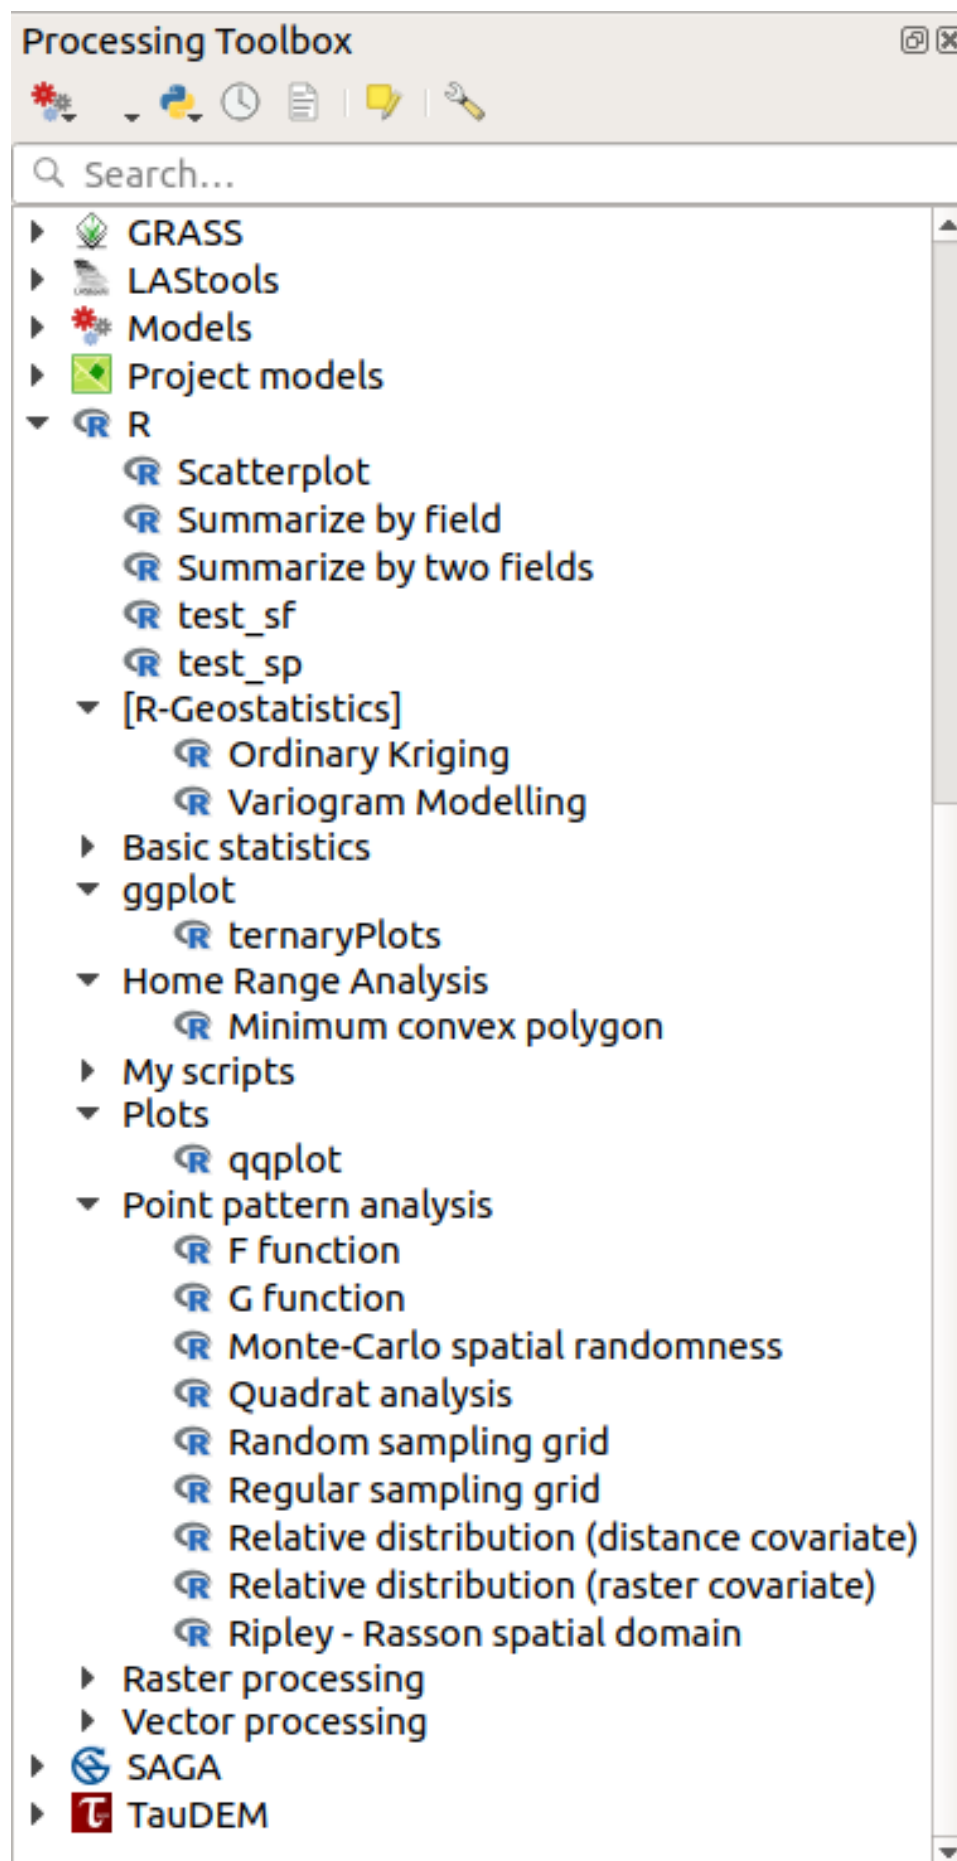 Processing Toolbox
Search...
GRASS
LAStools
Models
Project models
R
Scatterplot
Summarize by field
Summarize by two fields
test_sf
test_sp
[R-Geostatistics]
Ordinary Kriging
Variogram Modelling
Basic statistics
ggplot
ternaryPlots
Home Range Analysis
Minimum convex polygon
My scripts
Plots
qqplot
Point pattern analysis
F function
G function
Monte-Carlo spatial randomness
Quadrat analysis
Random sampling grid
Regular sampling grid
Relative distribution (distance covariate)
Relative distribution (raster covariate)
Ripley - Rasson spatial domain
Raster processing
Vector processing
SAGA
TauDEM